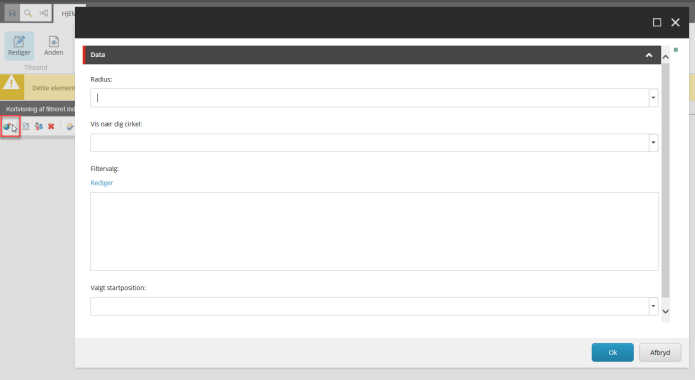 HJEM
Rediger
Anden
Tilstand
Dette element
Kortvisning af filtreret ind
Data
Radius:
Vis nær dig cirkel:
Filtervalg:
Rediger
Valgt startposition:
Ok
Afbryd